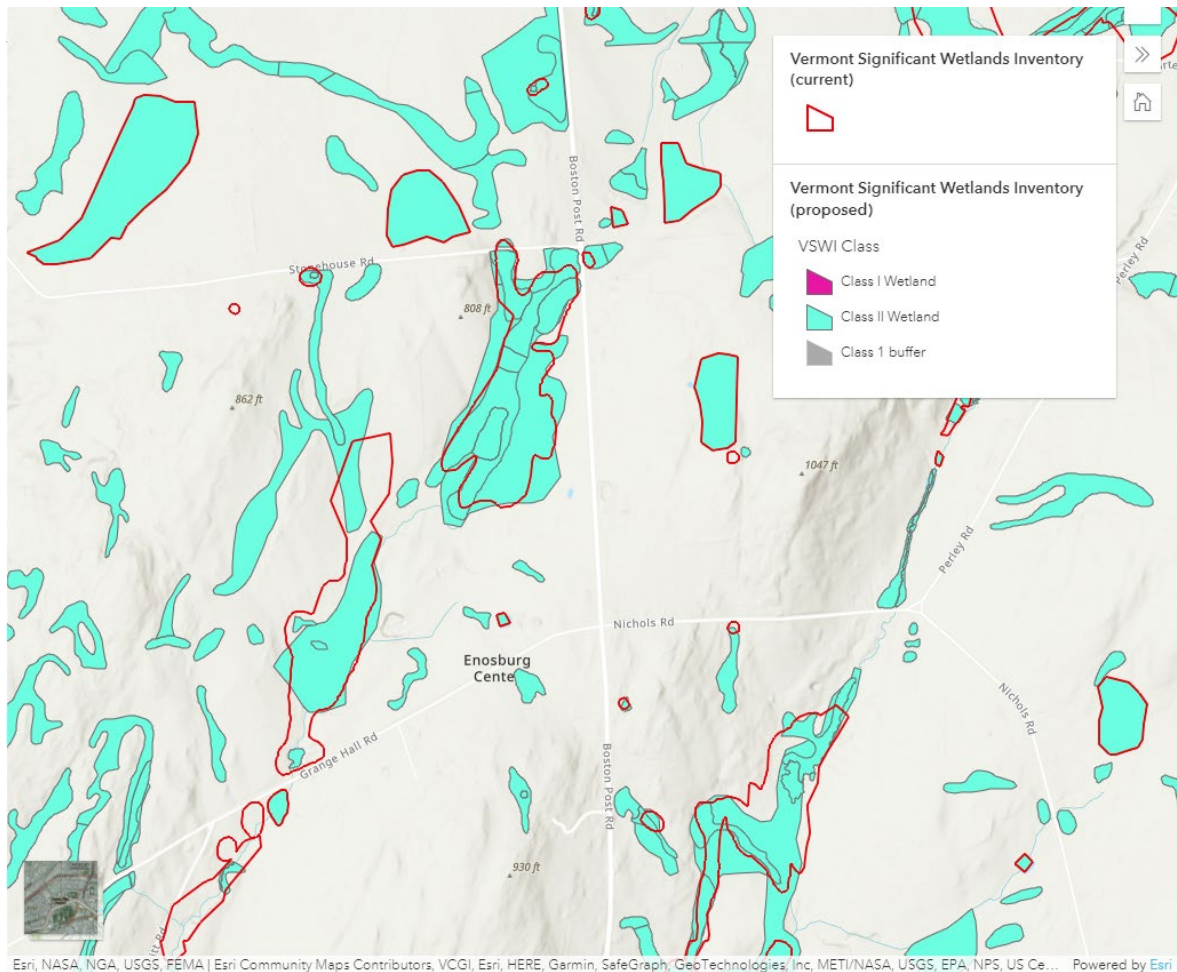 Vermont Significant Wetlands Inventory
(current)
Vermont Significant Wetlands Inventory
(proposed)
VSWI Class
Class I Wetland
Class II Wetland
Class 1 buffer
Boston Post Rd
Stonehouse Rd
808 ft
862 ft
Perley Rd
1047 ft
Perley Rd
Nichols Rd
Enosburg
Cente
Nichols Rd
Grange Hall Rd
Boston Post Rd
930 ft
Esri, NASA, NGA, USGS, FEMA | Esri Community Maps Contributors, VCGI, Esri, HERE, Garmin, SafeGraph, GeoTechnologies, Inc, METI/NASA, USGS, EPA, NPS, US Ce... Powered by Esri